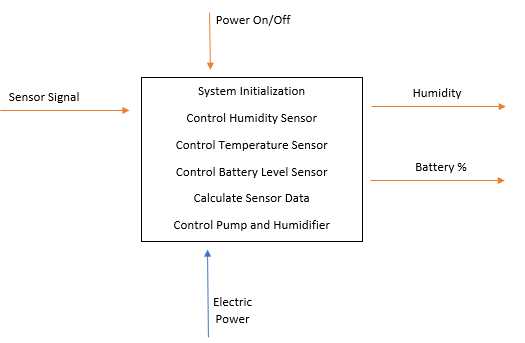 Power On/Off
Sensor Signal
System Initialization
Control Humidity Sensor
Control Temperature Sensor
Control Battery Level Sensor
Calculate Sensor Data
Control Pump and Humidifier
Humidity
Battery %
Electric
Power